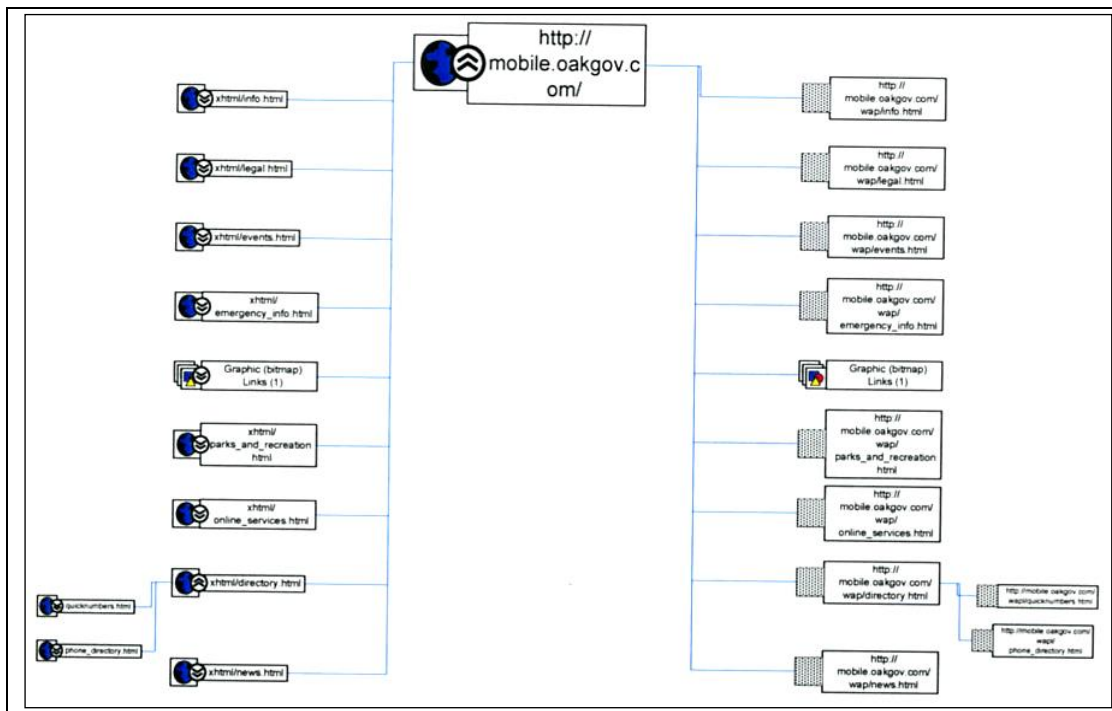 http://
mobile.oakgov.c
om/
xhtml/info.html
xhtml/legal.html
xhtml/events.html
xhtml/
emergency_info.html
Graphic (bitmap)
Links (1)
xhtml/
parks_and_recreation
html
xhtml/
online_services.html
xhtml/directory.html
quicknumbers.html
phone_directory.html
xhtml/news.html
http://
mobile.oakgov.com/
wap/info.html
http://
mobile.oakgov.com/
wap/legal.html
http://
mobile.oakgov.com/
wap/events.html
http://
mobile.oakgov.com/
wap/
emergency_info.html
Graphic (bitmap)
Links (1)
http://
mobile.oakgov.com/
wap/
parks_and_recreation
html
http://
mobile.oakgov.com/
wap/
online_services.html
http://
mobile.oakgov.com/
wap/directory.html
http://mobile.oakgov.com/
wap/quicknumbers.html
http://mobile.oakgov.com/
wap/
phone_directory.html
http://
mobile.oakgov.com/
wap/news.html